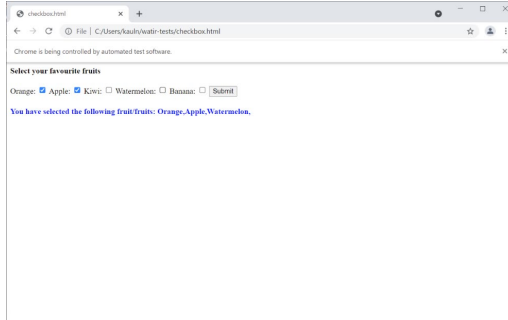 checkbox.html
File | C:/Users/kauln/watir-tests/checkbox.html
Chrome is being controlled by automated test software.
Select your favourite fruits
Orange: Apple: Kiwi: Watermelon: Banana: Submit
You have selected the following fruit/fruits: Orange,Apple,Watermelon,